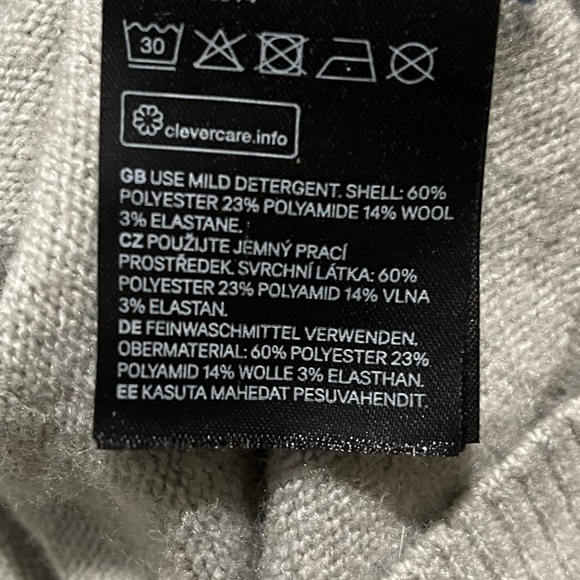 30
clevercare.info
GB USE MILD DETERGENT. SHELL: 60%
POLYESTER 23% POLYAMIDE 14% WOOL
3% ELASTANE.
CZ POUŽIJTE JEMNÝ PRACÍ
PROSTŘEDEK. SVRCHNÍ LÁTKA: 60%
POLYESTER 23% POLYAMID 14% VLNA
3% ELASTAN.
DE FEINWASCHMITTEL VERWENDEN.
OBERMATERIAL: 60% POLYESTER 23%
POLYAMID 14% WOLLE 3% ELASTHAN.
EE KASUTA MAHEDAT PESUVAHENDIT.